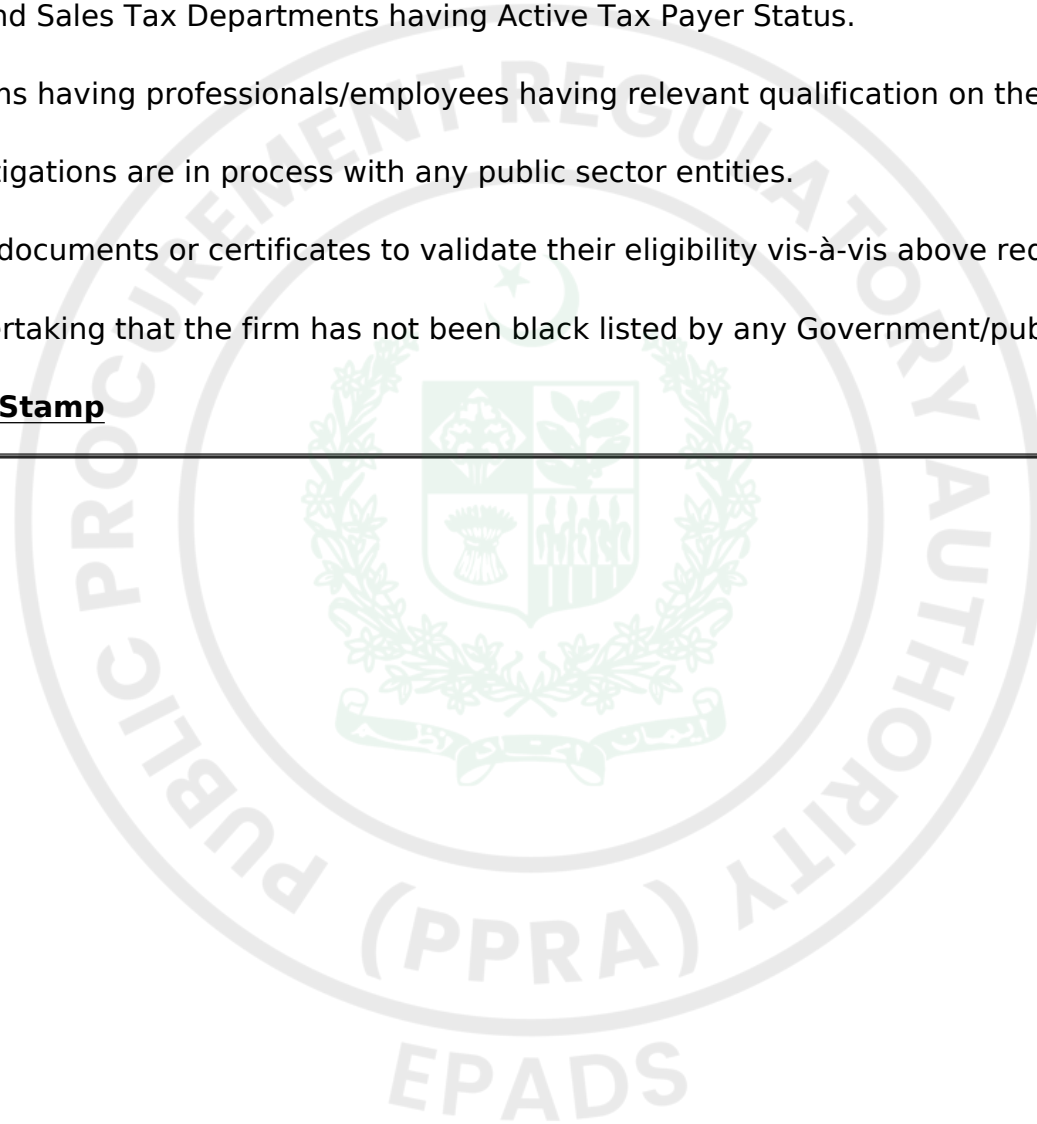 nd Sales Tax Departments having Active Tax Payer Status.
ns having professionals/employees having relevant qualification on the
tigations are in process with any public sector entities.
documents or certificates to validate their eligibility vis-à-vis above rec
ertaking that the firm has not been black listed by any Government/pub
Stamp
PUBLIC PROCUREMENT REGULATORY AUTHORITY
(PPRA)
EPADS